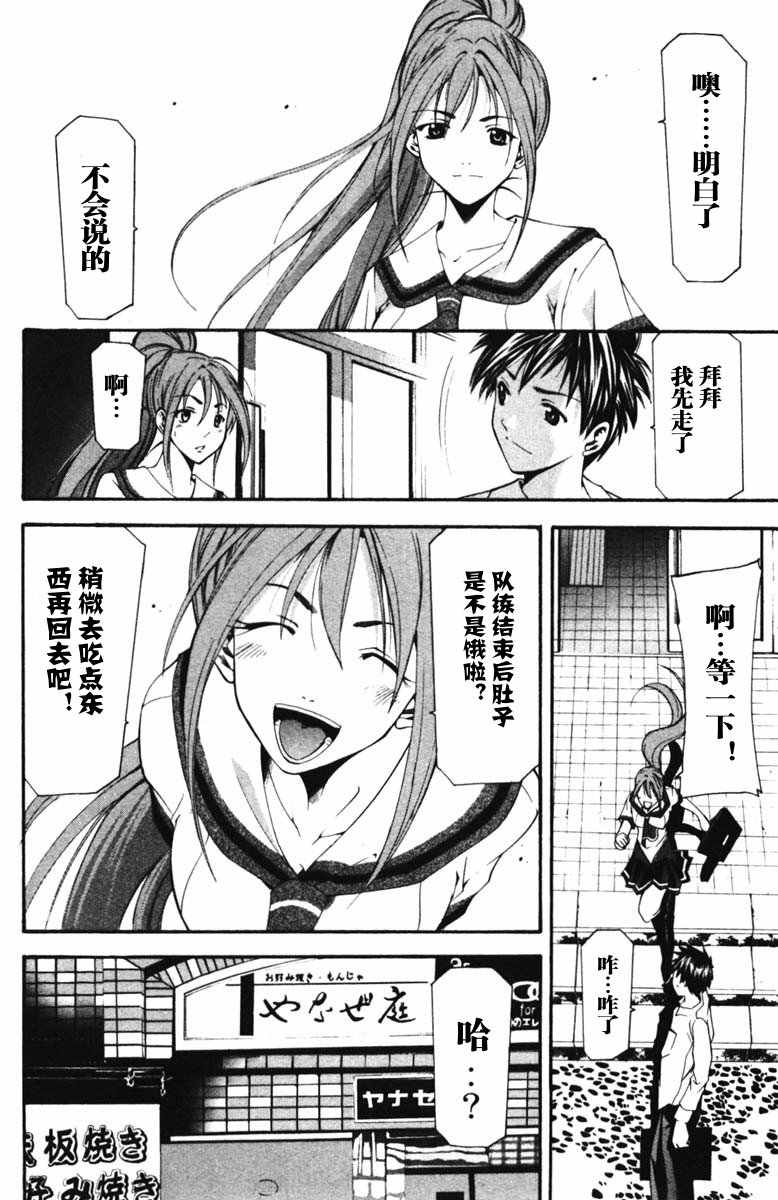 噢……明白了
不会说的
拜拜
我先走了
啊…
啊…等一下！
咋…咋了
队练结束后肚子
是不是饿啦？
稍微去吃点东
西再回去吧！
お好み焼き・もんじゃ
やなせ庭
for
ヤナセ
哈…？
板焼き
み焼き